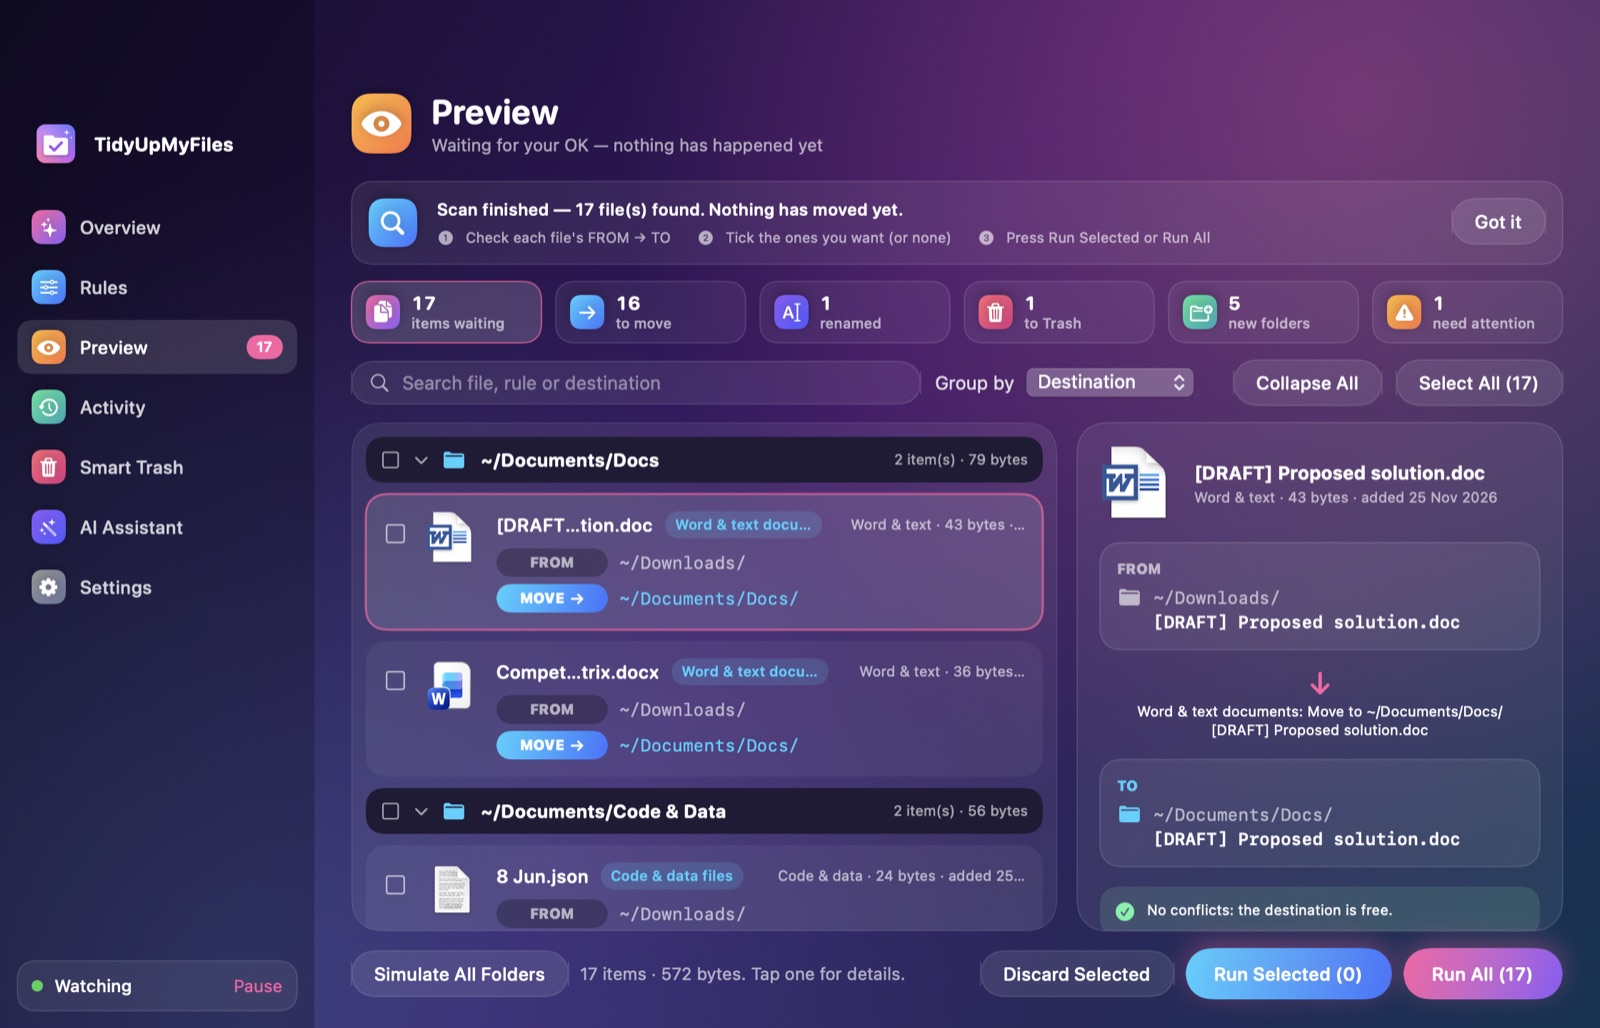 TidyUpMyFiles
Overview
Rules
Preview
17
Activity
Smart Trash
AI Assistant
Settings
Watching
Pause
Preview
Waiting for your OK — nothing has happened yet
Scan finished — 17 file(s) found. Nothing has moved yet.
1 Check each file's FROM → TO 2 Tick the ones you want (or none) 3 Press Run Selected or Run All
Got it
17
items waiting
16
to move
1
renamed
1
to Trash
5
new folders
1
need attention
Search file, rule or destination
Group by
Destination
Collapse All
Select All (17)
~/Documents/Docs
2 item(s) · 79 bytes
[DRAFT...tion.doc
Word & text docu...
Word & text · 43 bytes ·...
FROM
~/Downloads/
MOVE →
~/Documents/Docs/
Compet...trix.docx
Word & text docu...
Word & text · 36 bytes...
FROM
~/Downloads/
MOVE →
~/Documents/Docs/
~/Documents/Code & Data
2 item(s) · 56 bytes
8 Jun.json
Code & data files
Code & data · 24 bytes · added 25...
FROM
~/Downloads/
[DRAFT] Proposed solution.doc
Word & text · 43 bytes · added 25 Nov 2026
FROM
~/Downloads/
[DRAFT] Proposed solution.doc
Word & text documents: Move to ~/Documents/Docs/
[DRAFT] Proposed solution.doc
TO
~/Documents/Docs/
[DRAFT] Proposed solution.doc
No conflicts: the destination is free.
Simulate All Folders
17 items · 572 bytes. Tap one for details.
Discard Selected
Run Selected (0)
Run All (17)